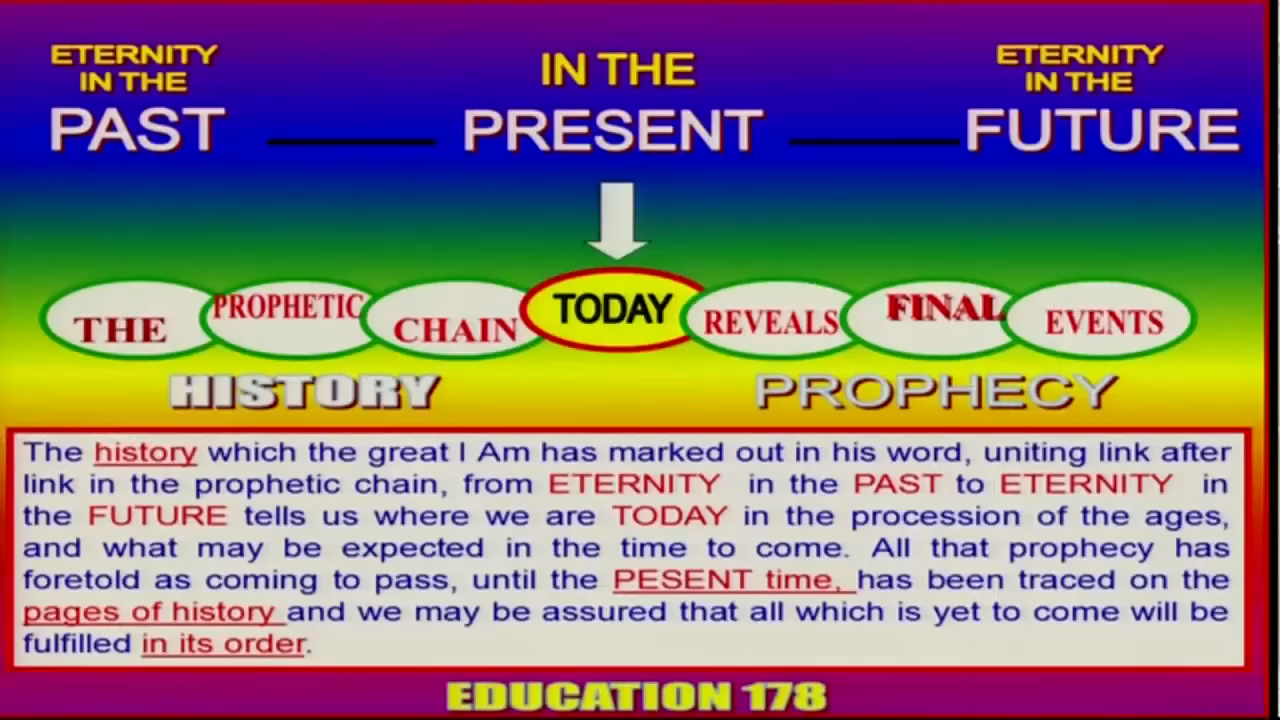 ETERNITY
IN THE
PAST
IN THE
PRESENT
ETERNITY
IN THE
FUTURE
THE PROPHETIC CHAIN TODAY REVEALS FINAL EVENTS
HISTORY
PROPHECY
The history which the great I Am has marked out in his word, uniting link after
link in the prophetic chain, from ETERNITY in the PAST to ETERNITY in
the FUTURE tells us where we are TODAY in the procession of the ages,
and what may be expected in the time to come. All that prophecy has
foretold as coming to pass, until the PESENT time, has been traced on the
pages of history and we may be assured that all which is yet to come will be
fulfilled in its order.
EDUCATION 178